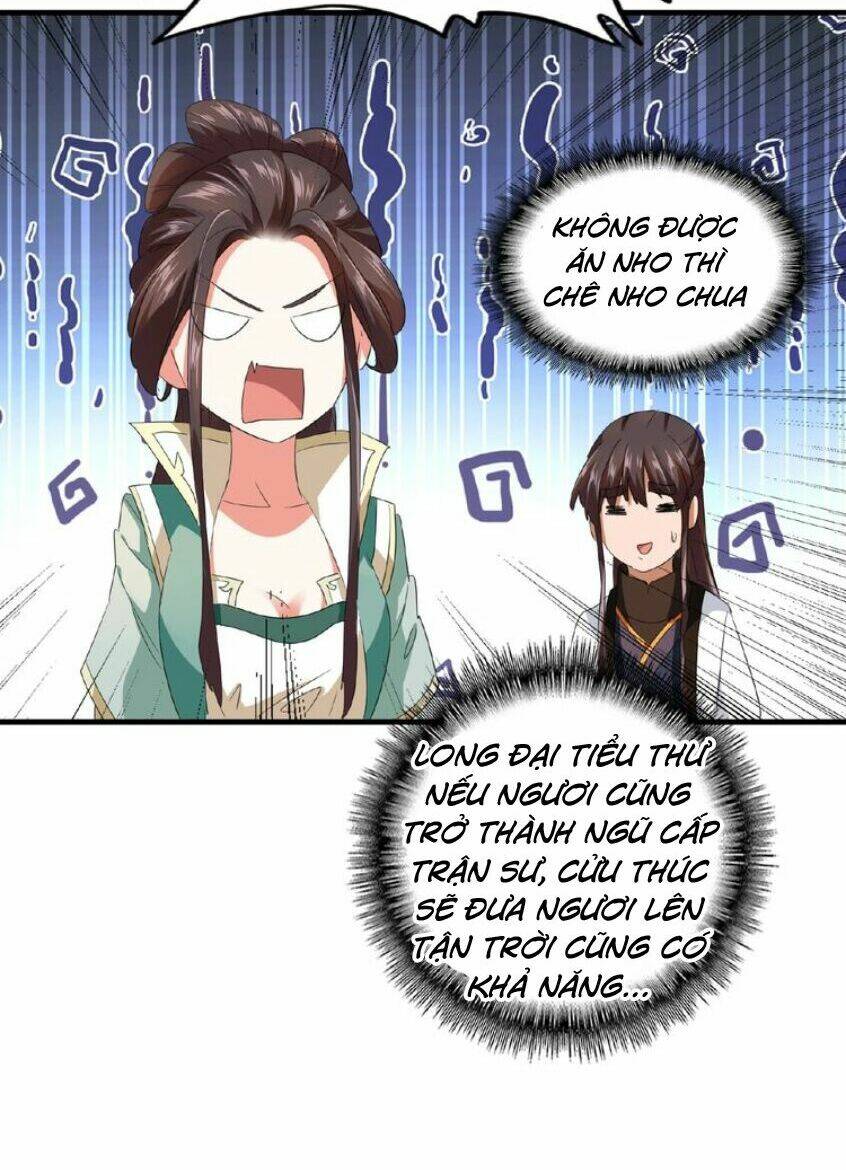 KHÔNG ĐƯỢC
ĂN NHO THÌ
CHÊ NHO CHUA
LONG ĐẠI TIỂU THƯ
NẾU NGƯƠI CŨNG
TRỞ THÀNH NGŨ CẤP
TRẬN SƯ, CỬU THÚC
SẼ ĐƯA NGƯƠI LÊN
TẬN TRỜI CŨNG CÓ
KHẢ NĂNG...